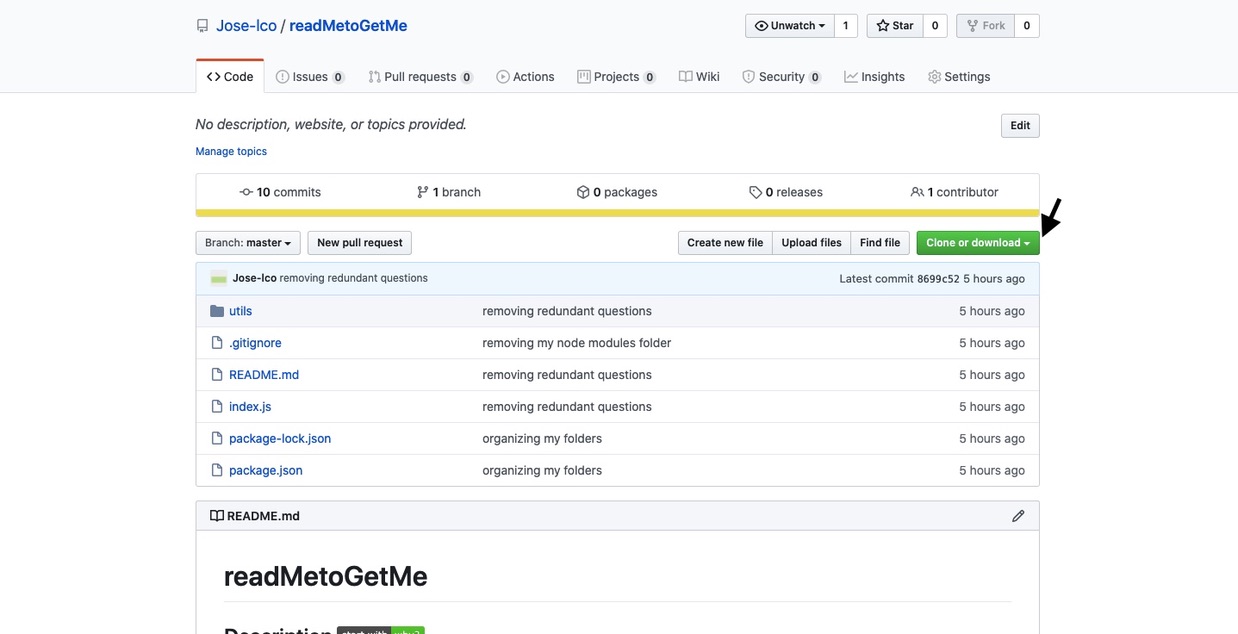 Jose-Ico / readMetoGetMe
Unwatch 1 Star 0 Fork 0
Code Issues 0 Pull requests 0 Actions Projects 0 Wiki Security 0 Insights Settings
No description, website, or topics provided.
Edit
Manage topics
10 commits 1 branch 0 packages 0 releases 1 contributor
Branch: master New pull request Create new file Upload files Find file Clone or download
Jose-Ico removing redundant questions Latest commit 8699c52 5 hours ago
utils removing redundant questions 5 hours ago
.gitignore removing my node modules folder 5 hours ago
README.md removing redundant questions 5 hours ago
index.js removing redundant questions 5 hours ago
package-lock.json organizing my folders 5 hours ago
package.json organizing my folders 5 hours ago
README.md
readMetoGetMe
Description start with why?